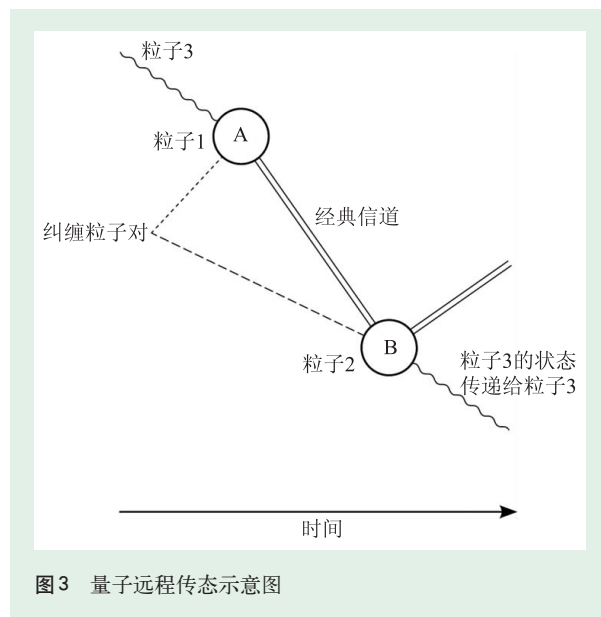 粒子3
A
粒子1
经典信道
纠缠粒子对
B
粒子2
粒子3的状态
传递给粒子3
时间
图3 量子远程传态示意图